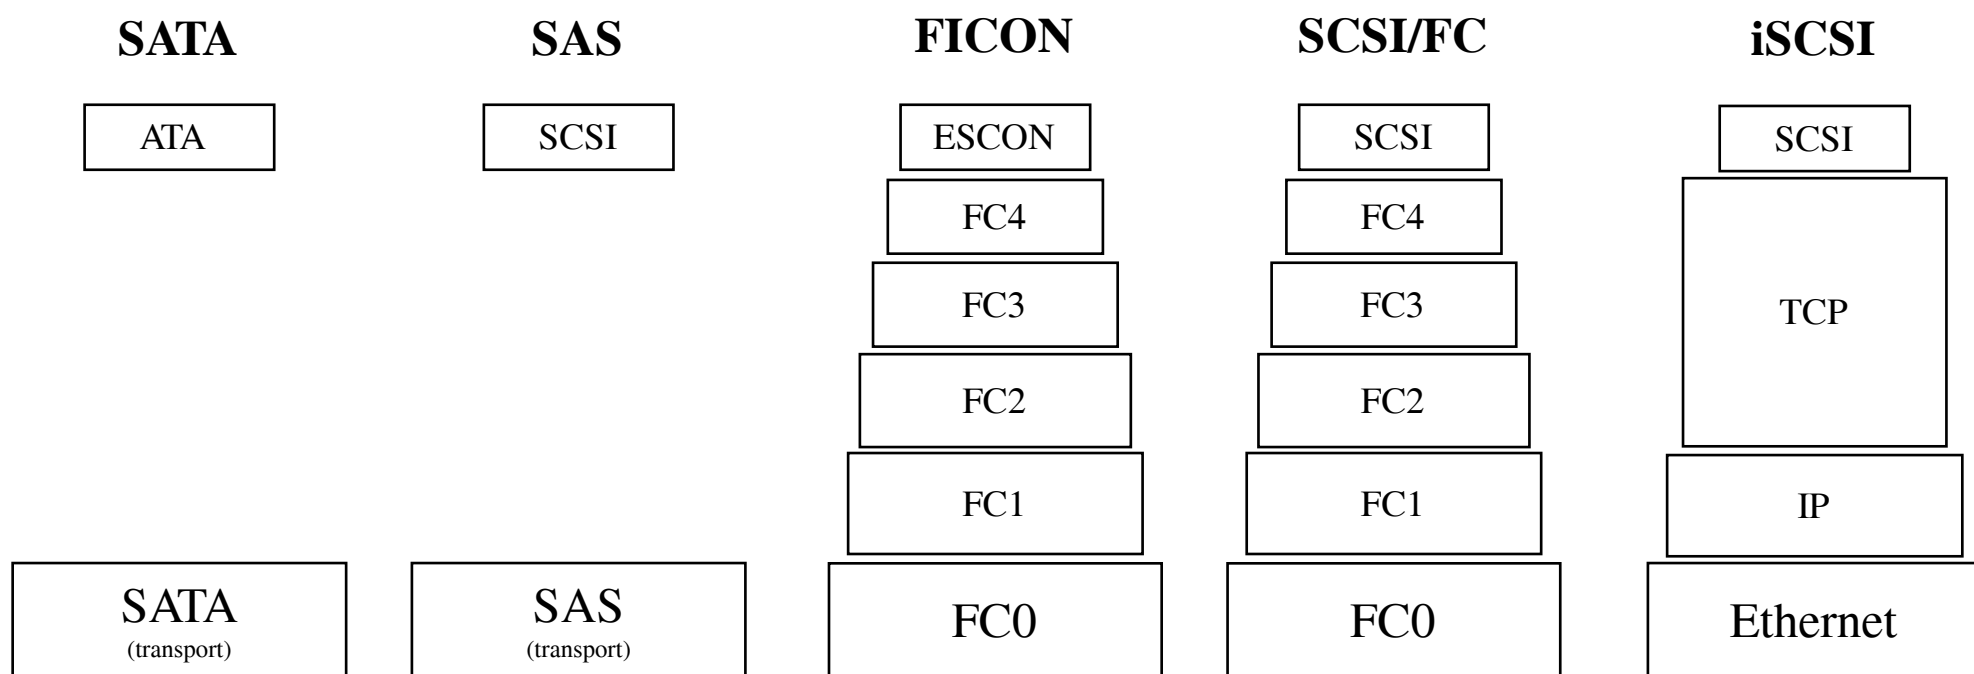 SATA SAS FICON SCSI/FC iSCSI
ATA SCSI ESCON SCSI SCSI
FC4 FC4
FC3 FC3 TCP
FC2 FC2
FC1 FC1 IP
SATA SAS FC0 FC0 Ethernet
(transport) (transport)